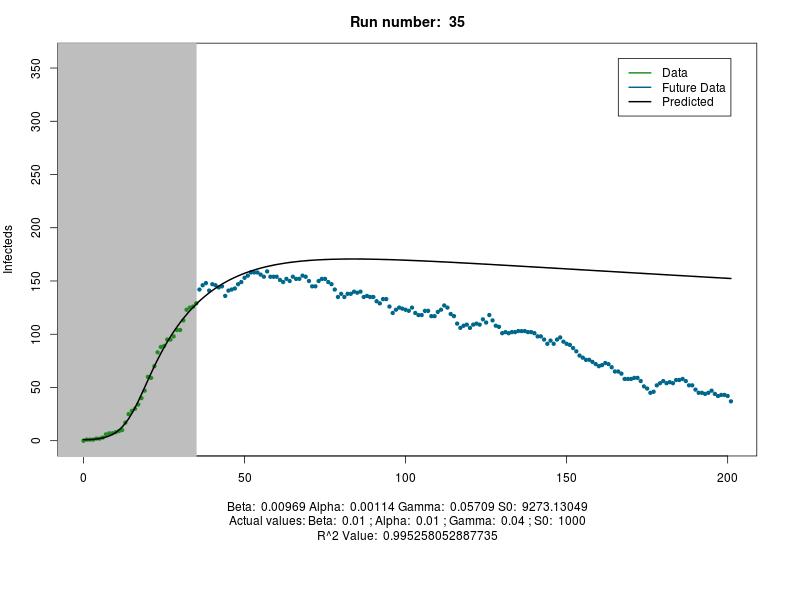 Run number: 35
350
300
250
200
150
100
50
0
Infecteds
Data
Future Data
Predicted
0 50 100 150 200
Beta: 0.00969 Alpha: 0.00114 Gamma: 0.05709 S0: 9273.13049
Actual values: Beta: 0.01 ; Alpha: 0.01 ; Gamma: 0.04 ; S0: 1000
R^2 Value: 0.995258052887735